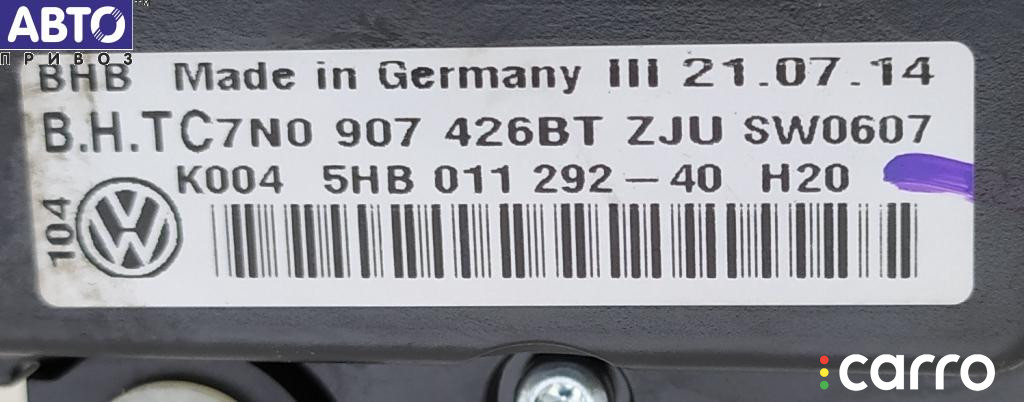 АВТО
ПРИВОЗ
BHB Made in Germany III 21.07.14
B.H.TC7N0 907 426BT ZJU SW0607
K004 5HB 011 292-40 H20
104
VW
carro